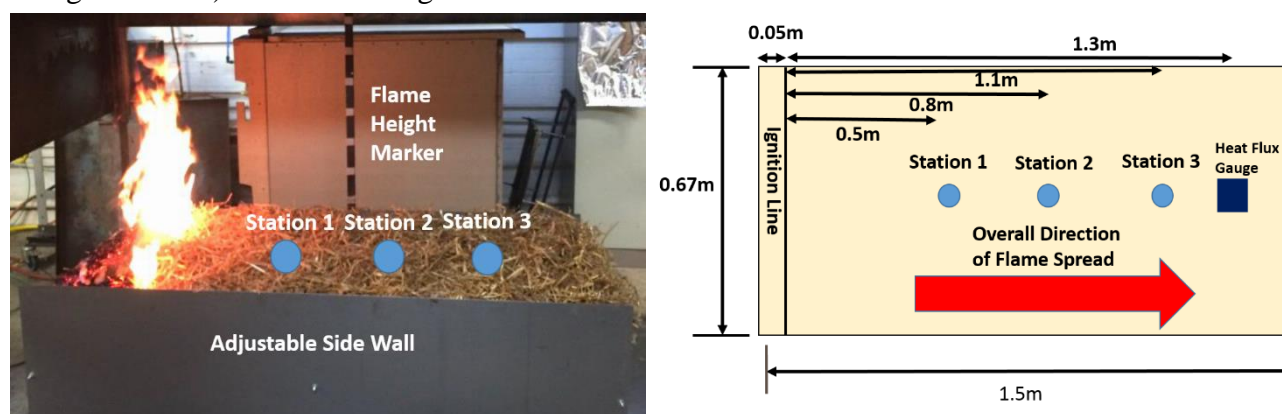 Flame
Height
Marker
Station 1 Station 2 Station 3
Adjustable Side Wall
0.05m
1.3m
1.1m
0.8m
0.5m
Ignition Line
0.67m
Station 1
Station 2
Station 3
Heat Flux
Gauge
Overall Direction
of Flame Spread
1.5m